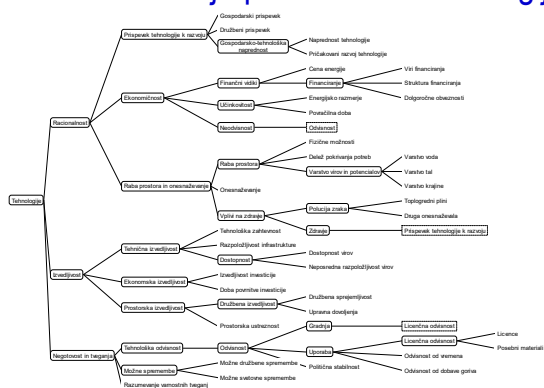 Gospodarski prispevek
Prispevek tehnologije k razvoju
Družbeni prispevek
Gospodarsko-tehnološka
naprednost
Naprednost tehnologije
Pričakovani razvoj tehnologije
Racionalnost
Ekonomičnost
Finančni vidiki
Cena energije
Financiranje
Viri financiranja
Struktura financiranja
Dolgoročne obveznosti
Učinkovitost
Energijsko razmerje
Povračilna doba
Neodvisnost
Odvisnost
Raba prostora in onesnaževanje
Raba prostora
Fizične možnosti
Delež pokrivanja potreb
Varstvo virov in potencialov
Varstvo voda
Varstvo tal
Varstvo krajine
Onesnaževanje
Vplivi na zdravje
Polucija zraka
Toplogredni plini
Druga onesnaževala
Zdravje
Prispevek tehnologije k razvoju
Tehnologije
Izvedljivost
Tehnična izvedljivost
Tehnološka zahtevnost
Razpoložljivost infrastrukture
Dostopnost
Dostopnost virov
Neposredna razpoložljivost virov
Ekonomska izvedljivost
Izvedljivost investicije
Doba povrnitve investicije
Prostorska izvedljivost
Družbena izvedljivost
Družbena sprejemljivost
Upravna dovoljenja
Prostorska ustreznost
Negotovost in tveganja
Tehnološka odvisnost
Odvisnost
Gradnja
Licenčna odvisnost
Uporaba
Licenčna odvisnost
Licence
Posebni materiali
Odvisnost od vremena
Odvisnost od dobave goriva
Politična stabilnost
Možne spremembe
Možne družbene spremembe
Možne svetovne spremembe
Razumevanje varnostnih tveganj